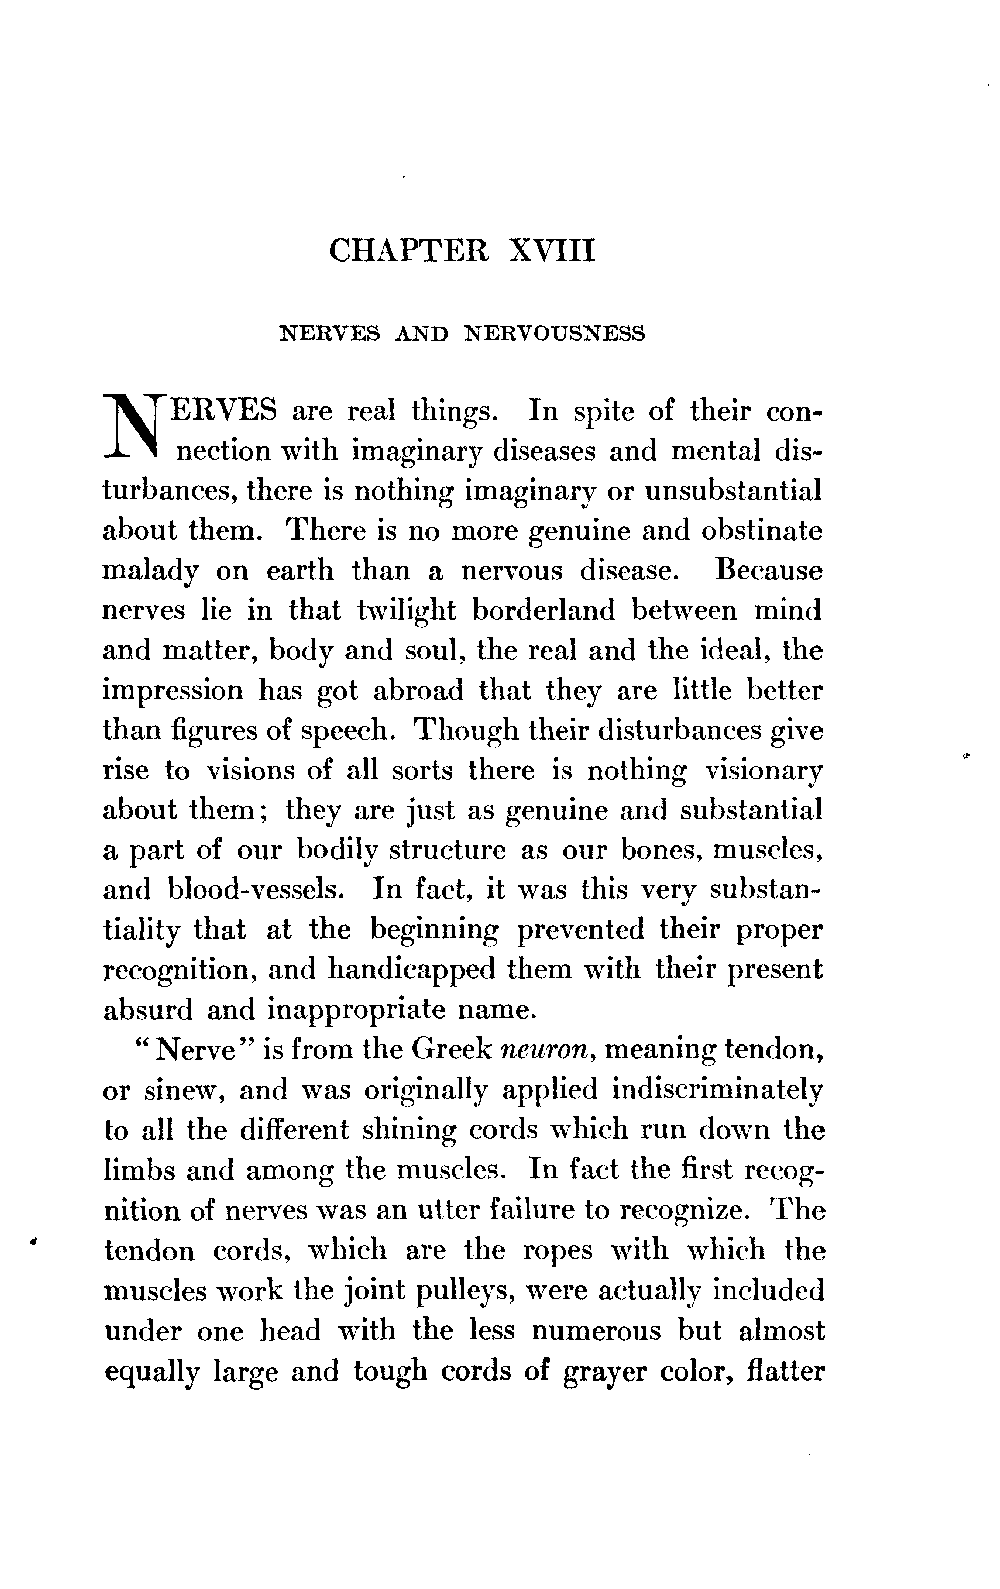 CHAPTER XVIII
NERVES AND NERVOUSNESS
NERVES are real things. In spite of their con-
nection with imaginary diseases and mental dis-
turbances, there is nothing imaginary or unsubstantial
about them. There is no more genuine and obstinate
malady on earth than a nervous disease. Because
nerves lie in that twilight borderland between mind
and matter, body and soul, the real and the ideal, the
impression has got abroad that they are little better
than figures of speech. Though their disturbances give
rise to visions of all sorts there is nothing visionary
about them; they are just as genuine and substantial
a part of our bodily structure as our bones, muscles,
and blood-vessels. In fact, it was this very substan-
tiality that at the beginning prevented their proper
recognition, and handicapped them with their present
absurd and inappropriate name.
"Nerve" is from the Greek neuron, meaning tendon,
or sinew, and was originally applied indiscriminately
to all the different shining cords which run down the
limbs and among the muscles. In fact the first recog-
nition of nerves was an utter failure to recognize. The
tendon cords, which are the ropes with which the
muscles work the joint pulleys, were actually included
under one head with the less numerous but almost
equally large and tough cords of grayer color, flatter